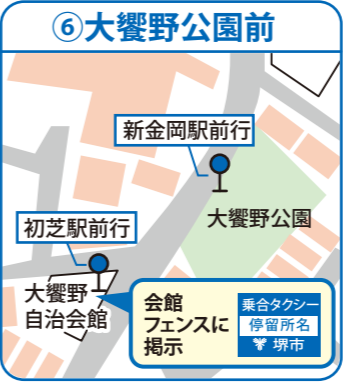 ⑥大饗野公園前
新金岡駅前行
大饗野公園
初芝駅前行
大饗野
自治会館
会館
フェンスに
掲示
乗合タクシー
停留所名
堺市